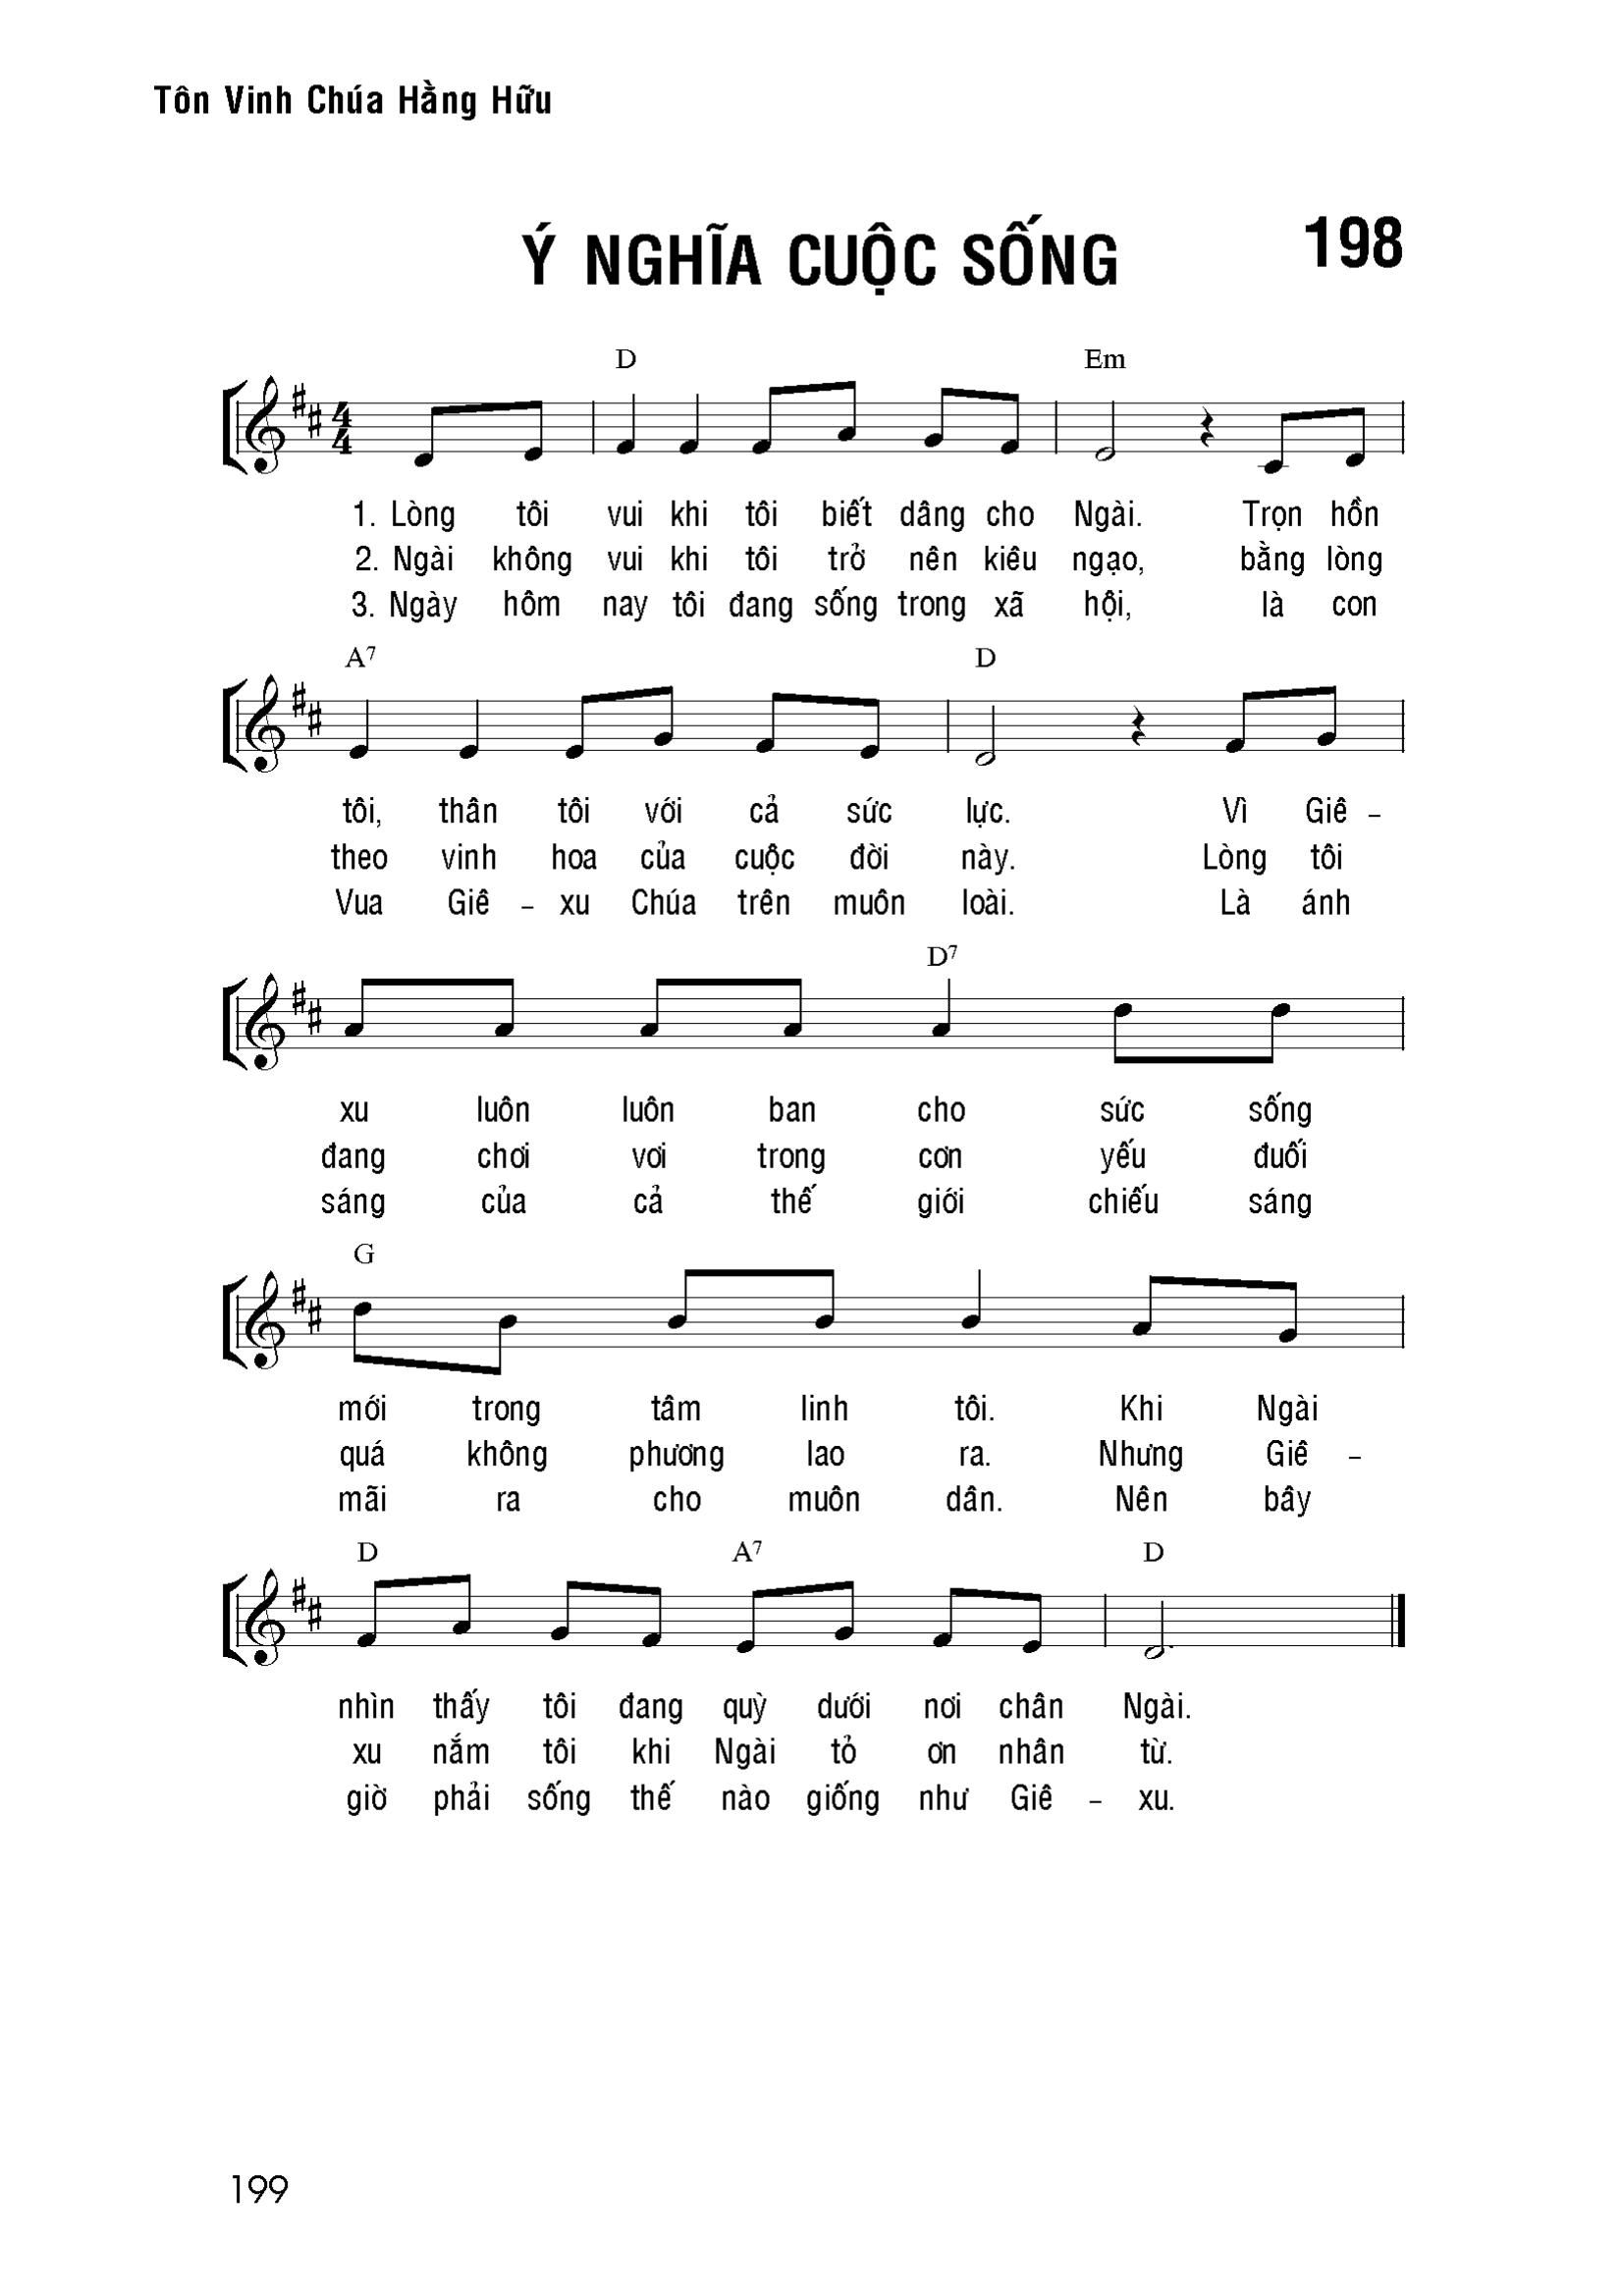 Tôn Vinh Chúa Hằng Hữu
Ý NGHĨA CUỘC SỐNG
198
D Em
1. Lòng tôi vui khi tôi biết dâng cho Ngài. Trọn hồn
2. Ngài không vui khi tôi trở nên kiêu ngạo, bằng lòng
3. Ngày hôm nay tôi đang sống trong xã hội, là con
A7 D
tôi, thân tôi với cả sức lực. Vì Giê –
theo vinh hoa của cuộc đời này. Lòng tôi
Vua Giê – xu Chúa trên muôn loài. Là ánh
D7
xu luôn luôn ban cho sức sống
đang chơi vơi trong cơn yếu đuối
sáng của cả thế giới chiếu sáng
G
mới trong tâm linh tôi. Khi Ngài
quá không phương lao ra. Nhưng Giê –
mãi ra cho muôn dân. Nên bây
D A7 D
nhìn thấy tôi đang quỳ dưới nơi chân Ngài.
xu nắm tôi khi Ngài tỏ ơn nhân từ.
giờ phải sống thế nào giống như Giê – xu.
199